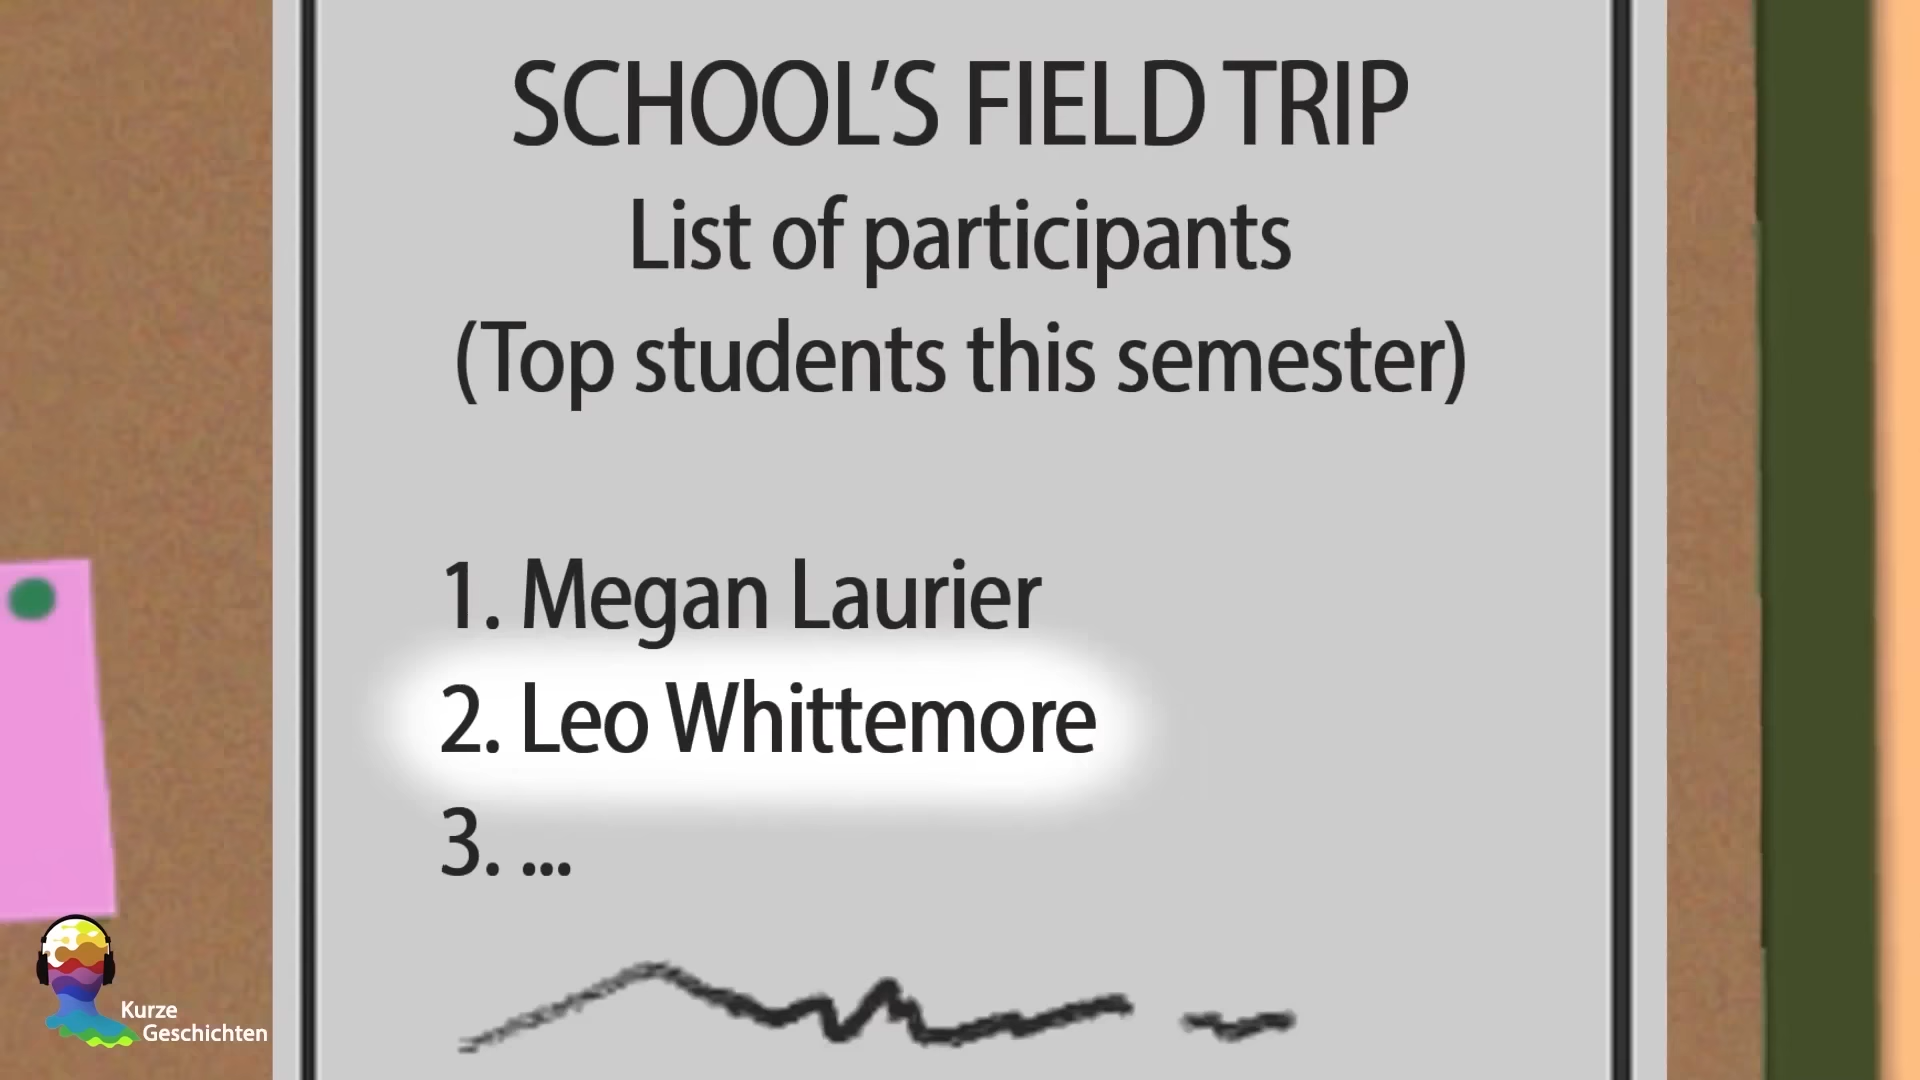 SCHOOL'S FIELD TRIP
List of participants
(Top students this semester)
1. Megan Laurier
2. Leo Whittemore
3. ...
Kurze
Geschichten